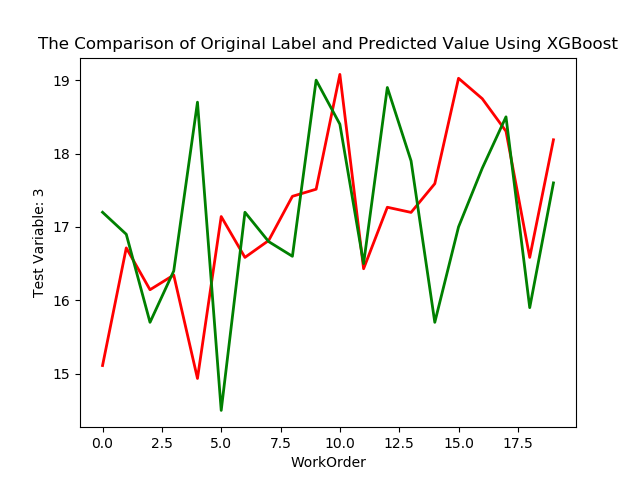 The Comparison of Original Label and Predicted Value Using XGBoost
Test Variable: 3
19
18
17
16
15
0.0 2.5 5.0 7.5 10.0 12.5 15.0 17.5
WorkOrder